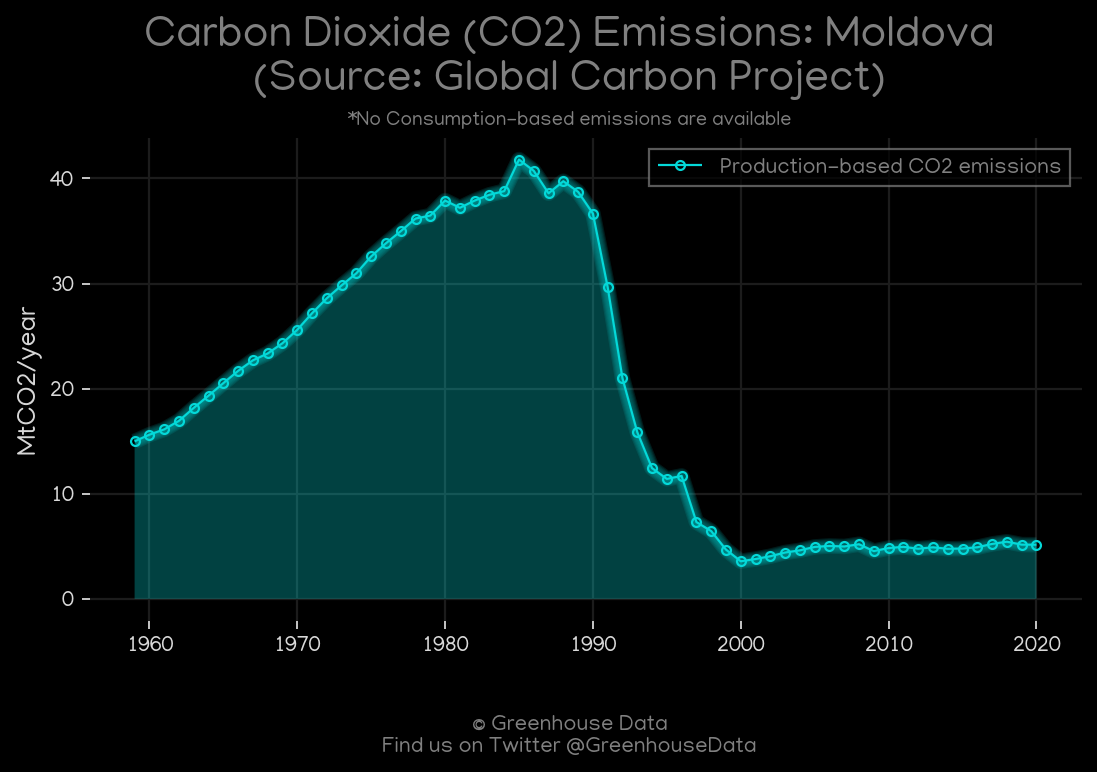 Carbon Dioxide (CO2) Emissions: Moldova
(Source: Global Carbon Project)
*No Consumption-based emissions are available
Production-based CO2 emissions
MtCO2/year
40
30
20
10
0
1960 1970 1980 1990 2000 2010 2020
© Greenhouse Data
Find us on Twitter @GreenhouseData